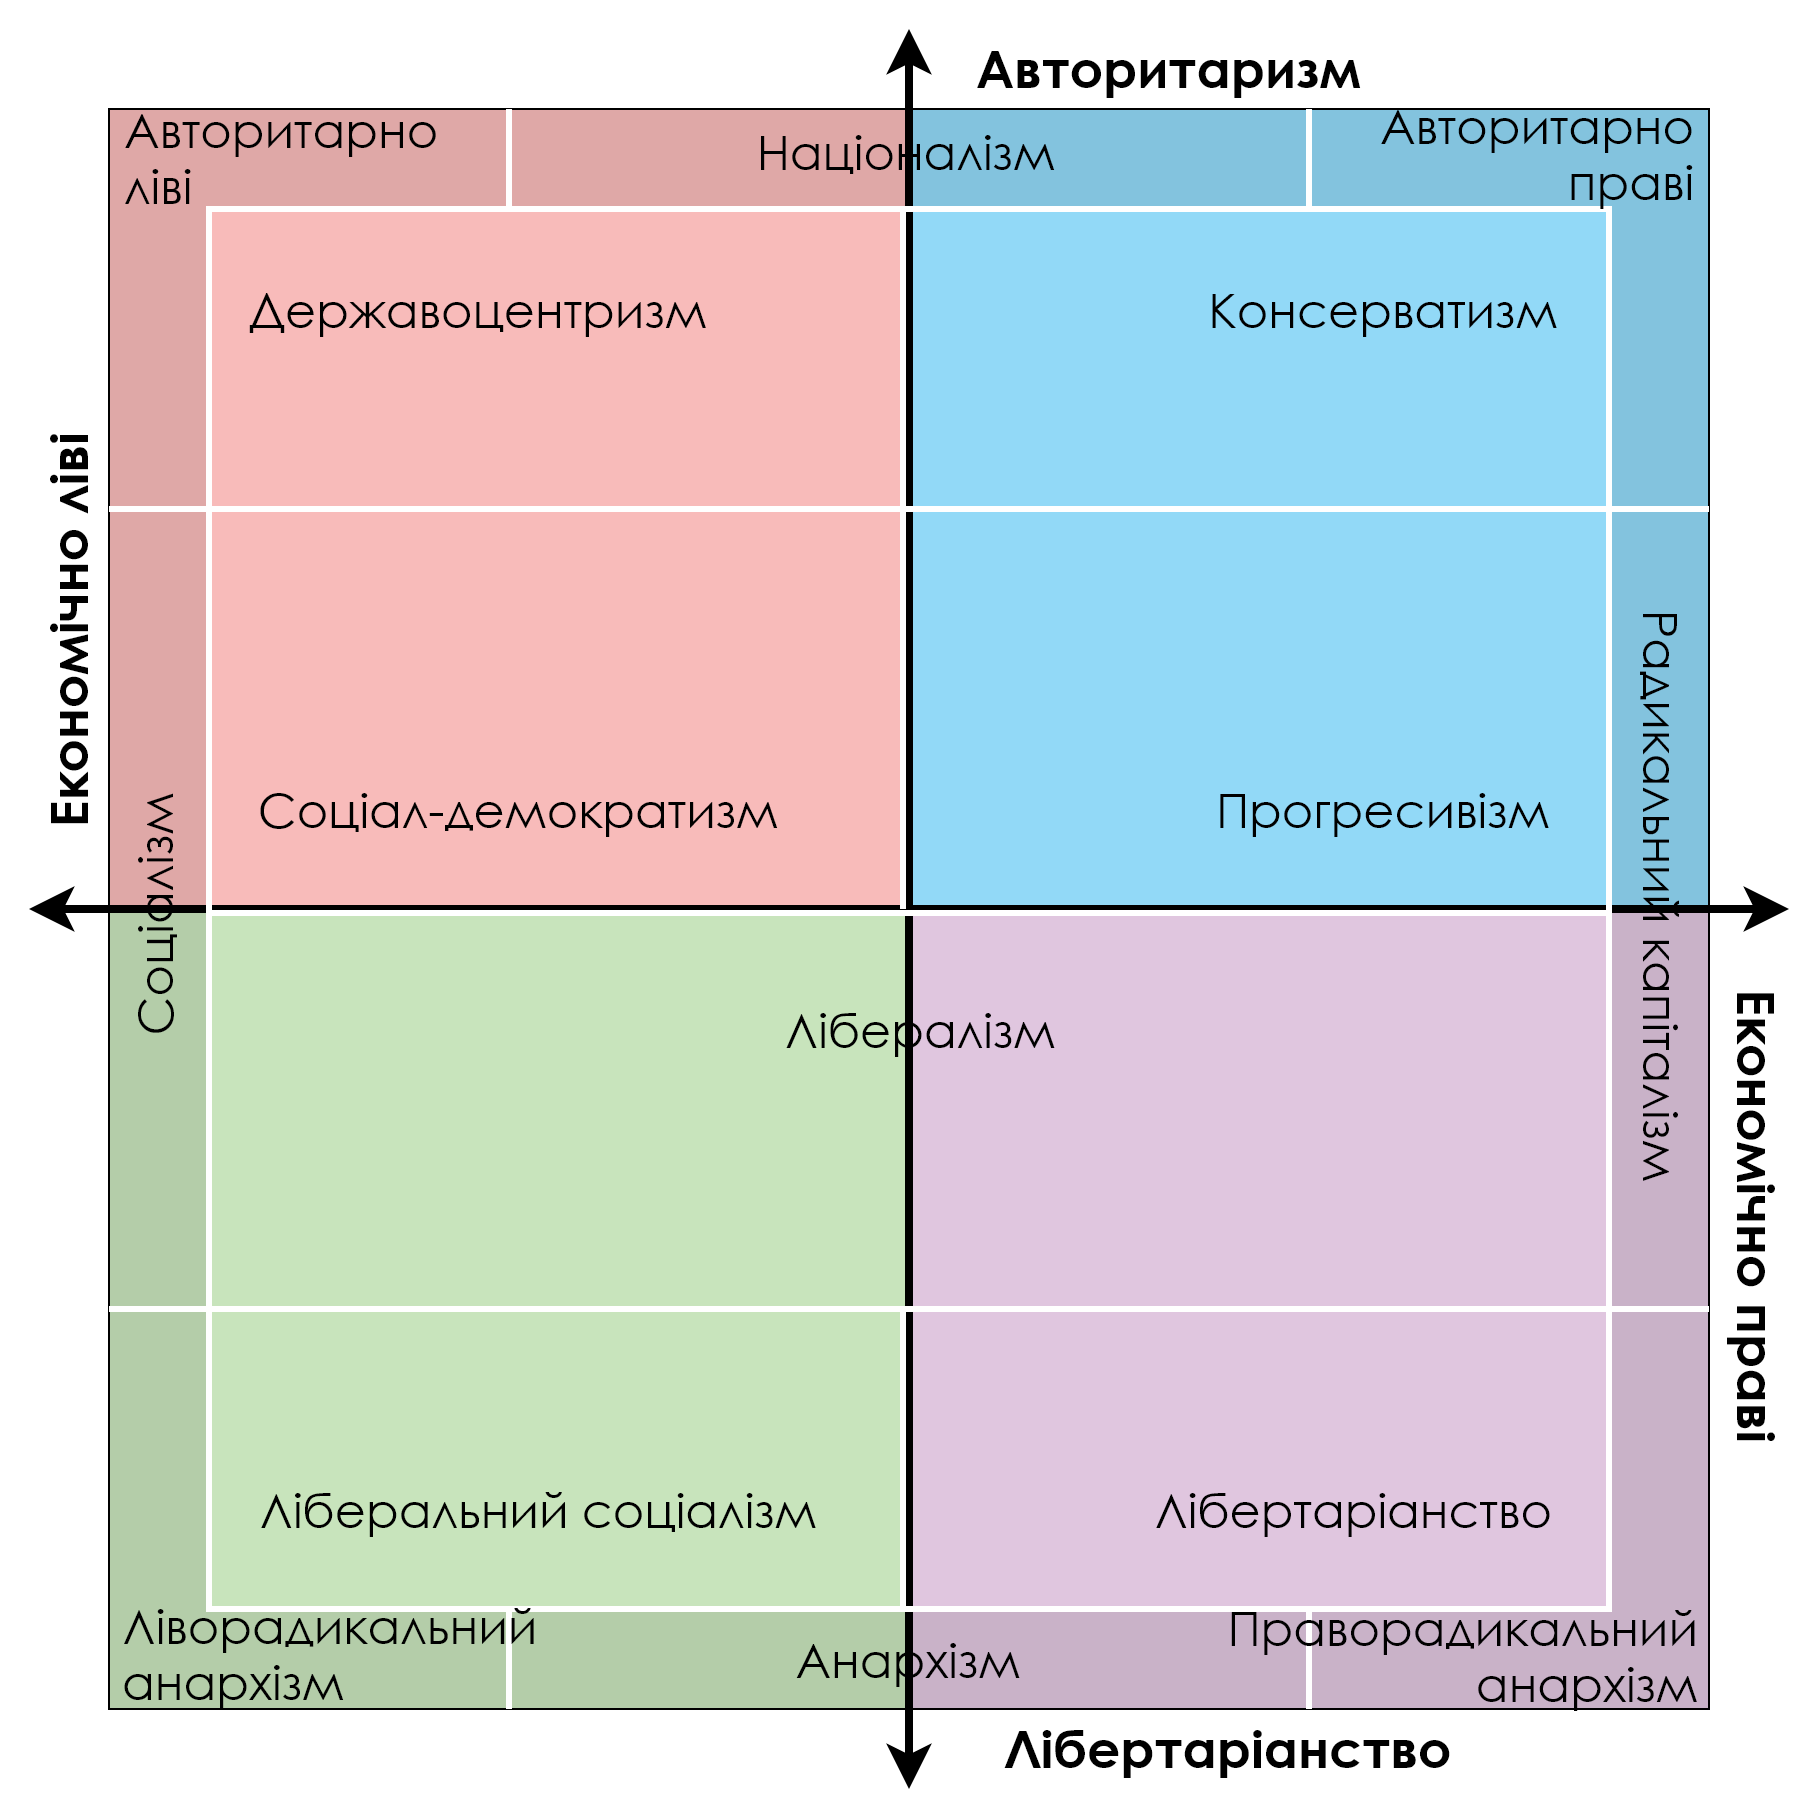 Авторитаризм
Авторитарно
ліві
Націоналізм
Авторитарно
праві
Державоцентризм
Консерватизм
Економічно ліві
Соціал-демократизм
Прогресивізм
Соціалізм
Радикальний капіталізм
Лібералізм
Економічно праві
Ліберальний соціалізм
Лібертаріанство
Ліворадикальний
анархізм
Анархізм
Праворадикальний
анархізм
Лібертаріанство